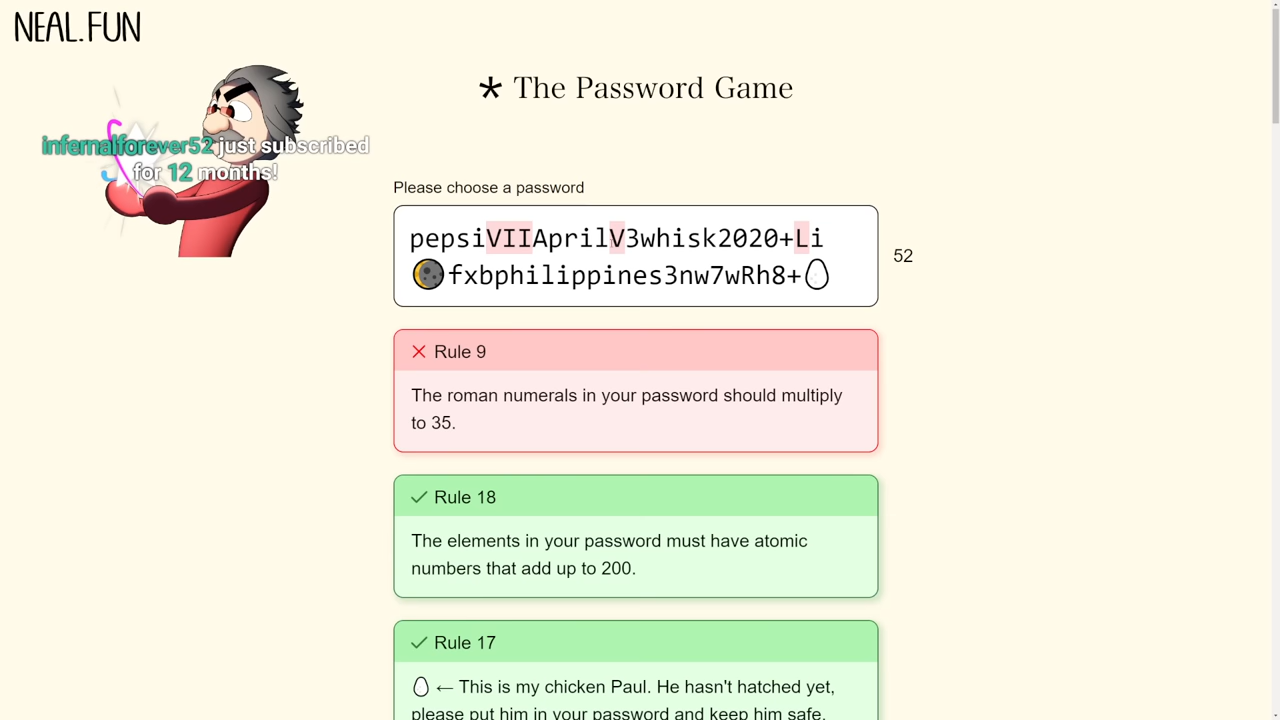 NEAL.FUN
* The Password Game
infernalforever52 just subscribed
for 12 months!
Please choose a password
pepsiVIIAprilV3whisk2020+Li
🌘fxbphilippines3nw7wRh8+🥚
52
Rule 9
The roman numerals in your password should multiply
to 35.
Rule 18
The elements in your password must have atomic
numbers that add up to 200.
Rule 17
🥚 ← This is my chicken Paul. He hasn't hatched yet,
please put him in your password and keep him safe.